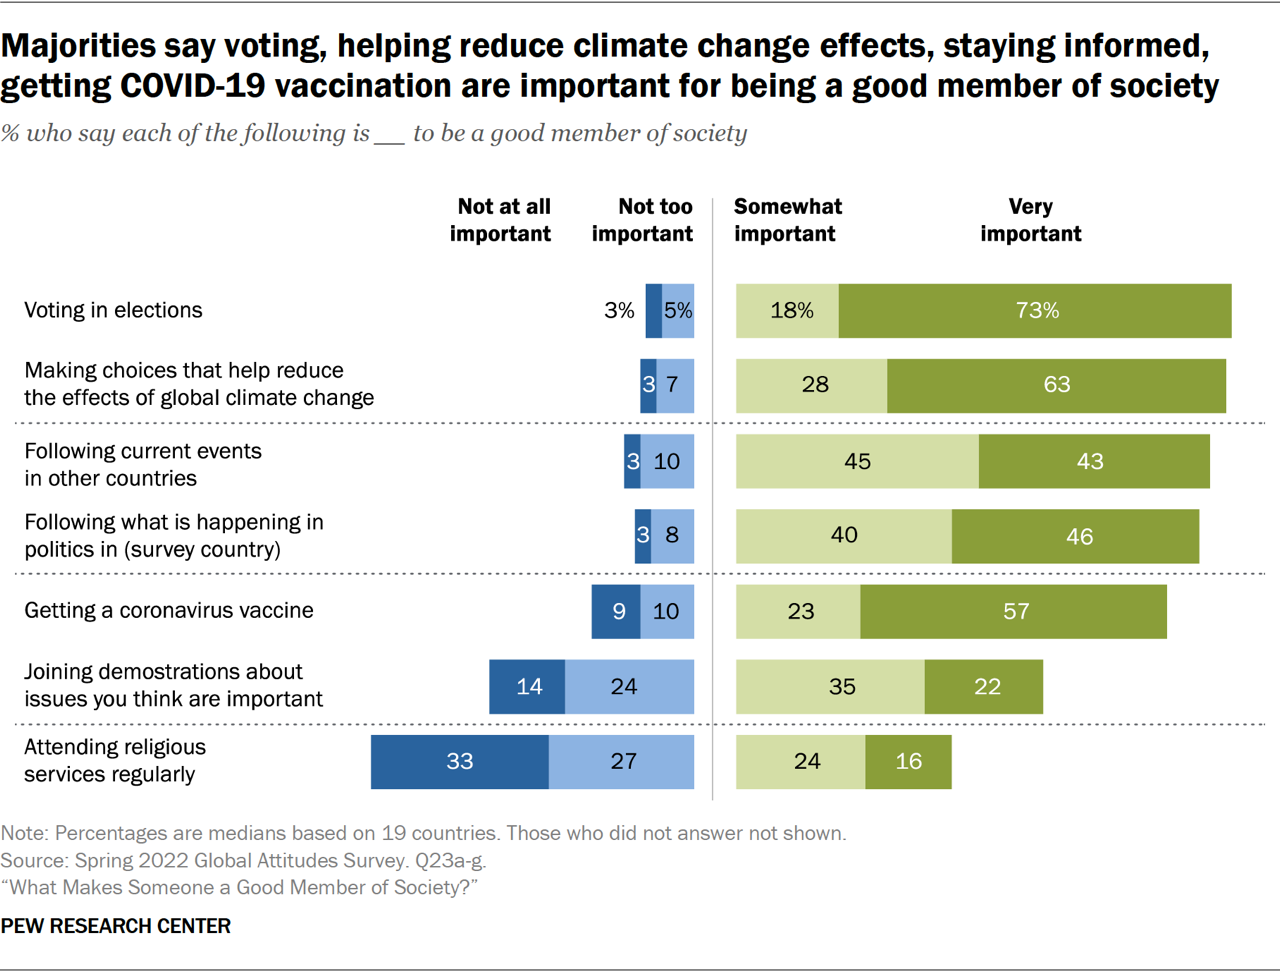 Majorities say voting, helping reduce climate change effects, staying informed,
getting COVID-19 vaccination are important for being a good member of society
% who say each of the following is __ to be a good member of society
Not at all important
Not too important
Somewhat important
Very important
Voting in elections
3% 5% 18% 73%
Making choices that help reduce
the effects of global climate change
3 7 28 63
Following current events
in other countries
3 10 45 43
Following what is happening in
politics in (survey country)
3 8 40 46
Getting a coronavirus vaccine
9 10 23 57
Joining demostrations about
issues you think are important
14 24 35 22
Attending religious
services regularly
33 27 24 16
Note: Percentages are medians based on 19 countries. Those who did not answer not shown.
Source: Spring 2022 Global Attitudes Survey. Q23a-g.
“What Makes Someone a Good Member of Society?”
PEW RESEARCH CENTER